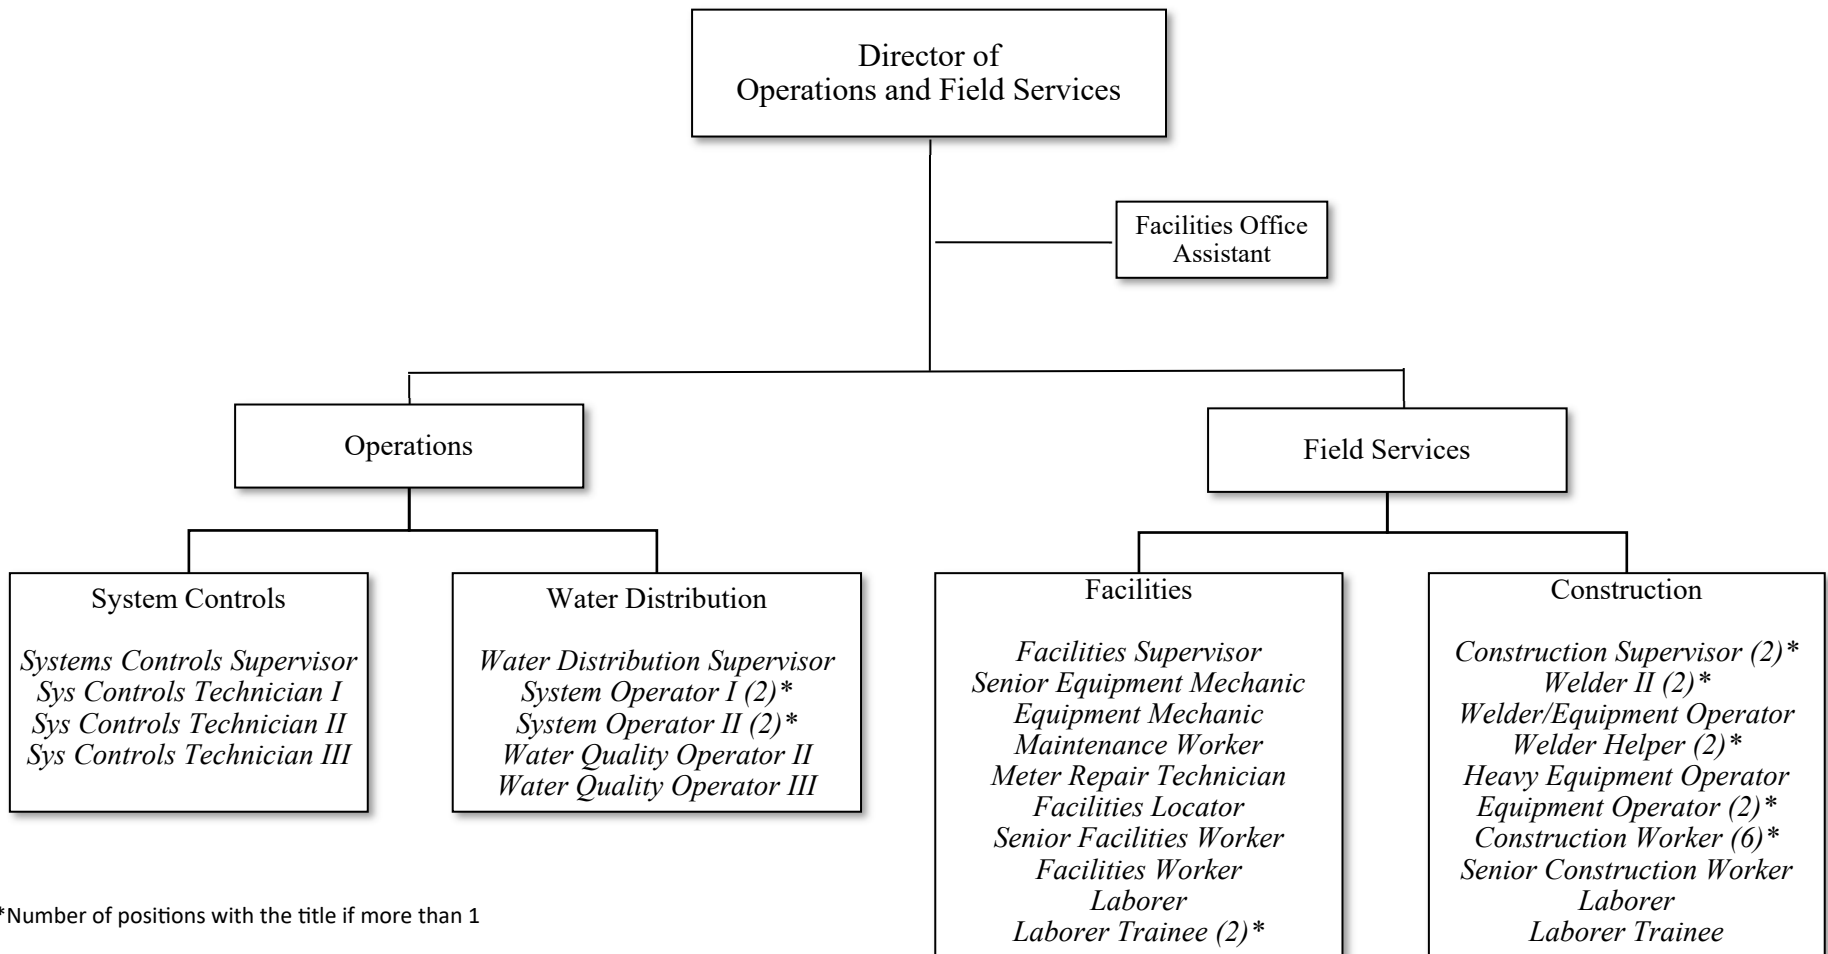 Director of
Operations and Field Services
Facilities Office
Assistant
Operations
Field Services
System Controls
Systems Controls Supervisor
Sys Controls Technician I
Sys Controls Technician II
Sys Controls Technician III
Water Distribution
Water Distribution Supervisor
System Operator I (2)*
System Operator II (2)*
Water Quality Operator II
Water Quality Operator III
Facilities
Facilities Supervisor
Senior Equipment Mechanic
Equipment Mechanic
Maintenance Worker
Meter Repair Technician
Facilities Locator
Senior Facilities Worker
Facilities Worker
Laborer
Laborer Trainee (2)*
Construction
Construction Supervisor (2)*
Welder II (2)*
Welder/Equipment Operator
Welder Helper (2)*
Heavy Equipment Operator
Equipment Operator (2)*
Construction Worker (6)*
Senior Construction Worker
Laborer
Laborer Trainee
*Number of positions with the title if more than 1